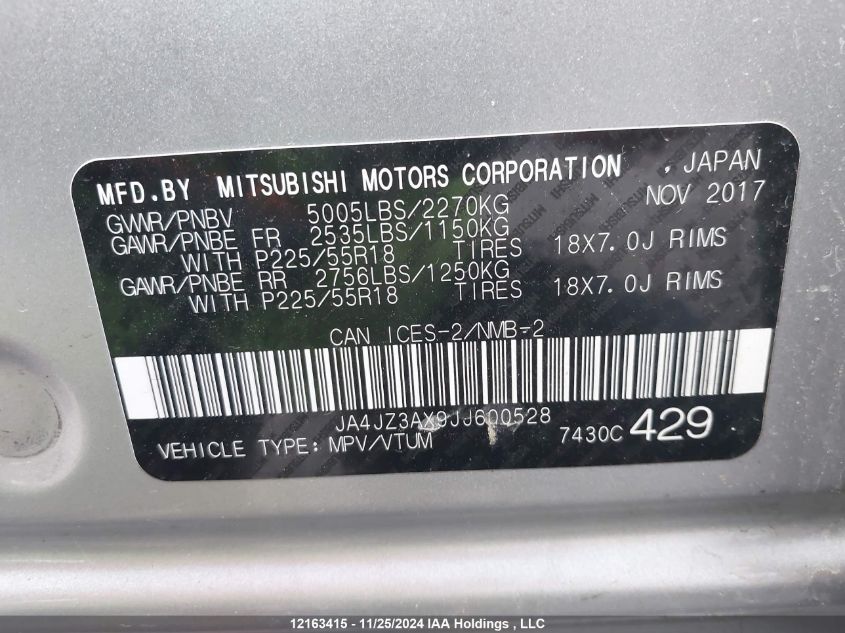 MFD.BY MITSUBISHI MOTORS CORPORATION , JAPAN
GVWR/PNBV 5005LBS/2270KG NOV 2017
GAWR/PNBE FR 2535LBS/1150KG
WITH P225/55R18 TIRES 18X7.0J RIMS
GAWR/PNBE RR 2756LBS/1250KG
WITH P225/55R18 TIRES 18X7.0J RIMS
CAN ICES-2/NMB-2
JA4JZ3AX9JJ600528
VEHICLE TYPE: MPV/VTUM 7430C 429
12163415 - 11/25/2024 IAA Holdings , LLC